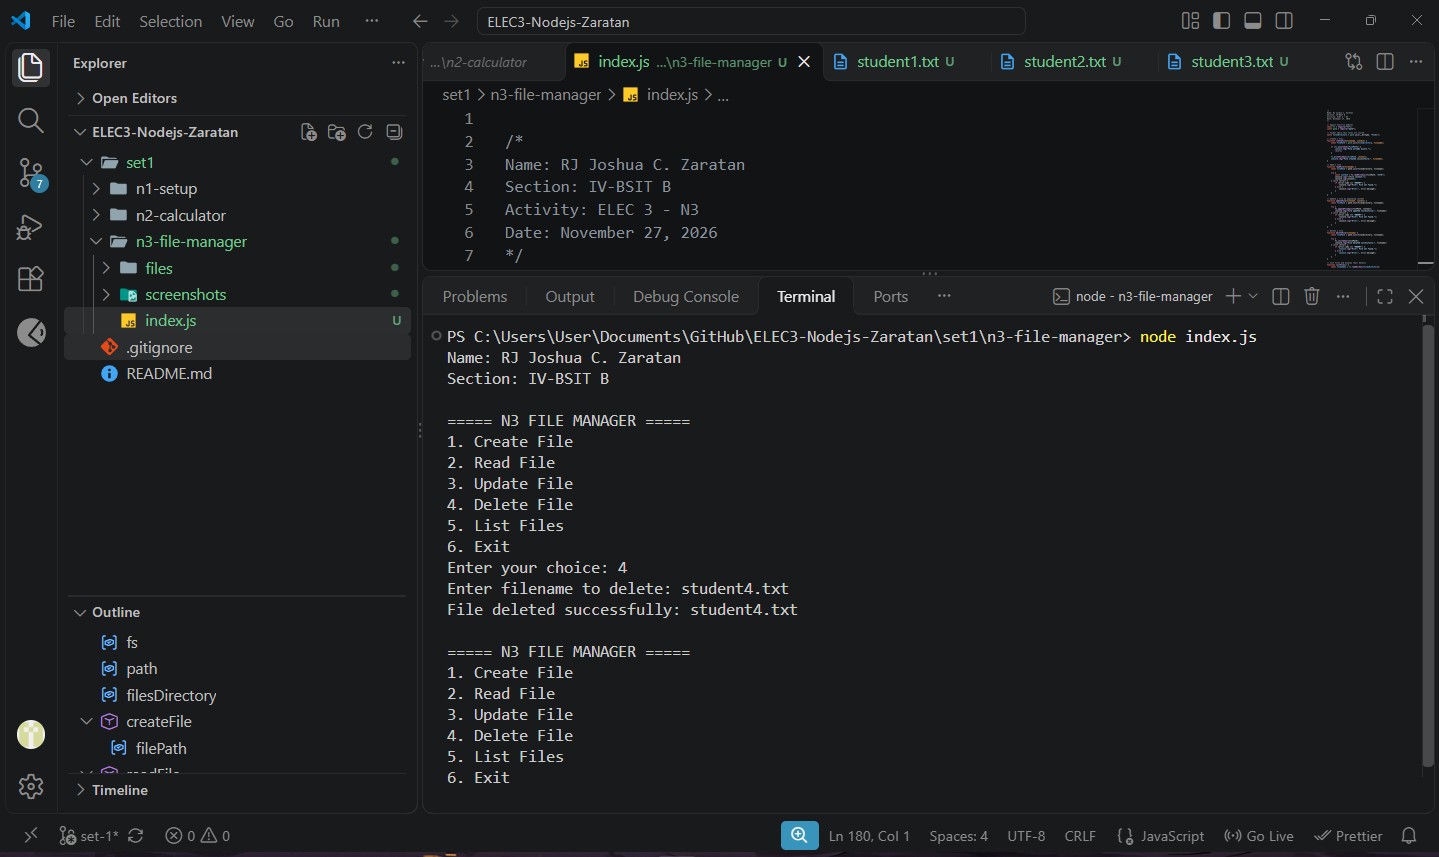 File Edit Selection View Go Run ···
ELEC3-Nodejs-Zaratan
Explorer
Open Editors
ELEC3-Nodejs-Zaratan
set1
n1-setup
n2-calculator
n3-file-manager
files
screenshots
index.js U
.gitignore
README.md
7
Outline
fs
path
filesDirectory
createFile
filePath
readFile
Timeline
...\n2-calculator
index.js ...\n3-file-manager U
student1.txt U
student2.txt U
student3.txt U
set1 > n3-file-manager > index.js > ...
1
2 /*
3 Name: RJ Joshua C. Zaratan
4 Section: IV-BSIT B
5 Activity: ELEC 3 - N3
6 Date: November 27, 2026
7 */
Problems Output Debug Console Terminal Ports ···
node - n3-file-manager
PS C:\Users\User\Documents\GitHub\ELEC3-Nodejs-Zaratan\set1\n3-file-manager> node index.js
Name: RJ Joshua C. Zaratan
Section: IV-BSIT B
===== N3 FILE MANAGER =====
1. Create File
2. Read File
3. Update File
4. Delete File
5. List Files
6. Exit
Enter your choice: 4
Enter filename to delete: student4.txt
File deleted successfully: student4.txt
===== N3 FILE MANAGER =====
1. Create File
2. Read File
3. Update File
4. Delete File
5. List Files
6. Exit
set-1* 0 0
Ln 180, Col 1 Spaces: 4 UTF-8 CRLF {} JavaScript Go Live Prettier